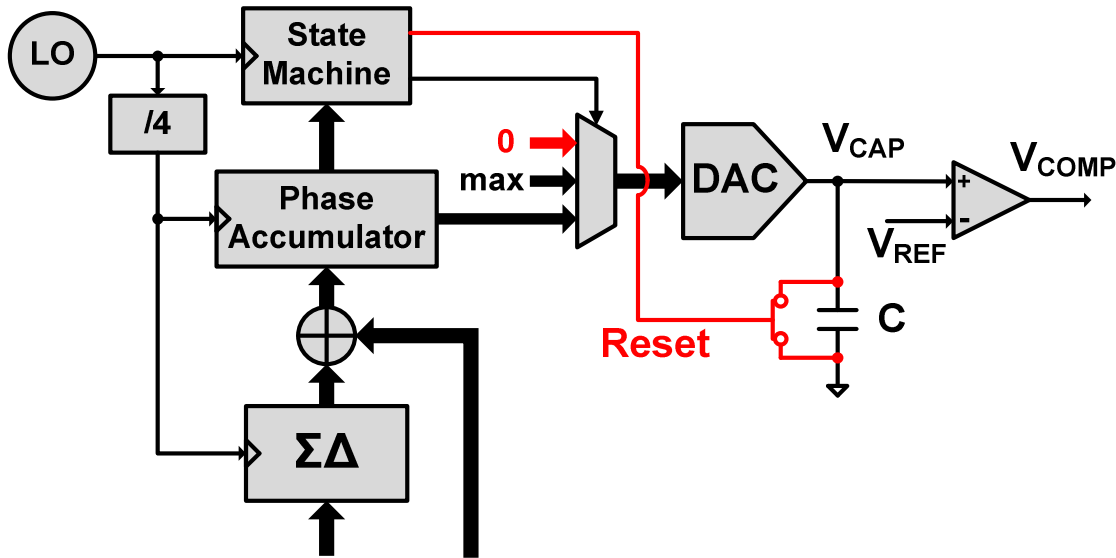 LO
State
Machine
/4
0
max
Phase
Accumulator
DAC
VCAP
VCOMP
VREF
+
-
Reset
C
ΣΔ